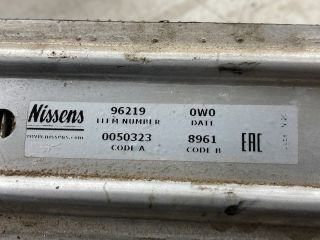 Nissens
www.nissens.com
96219 0W0
ITEM NUMBER DATE
0050323 8961
CODE A CODE B
EAC